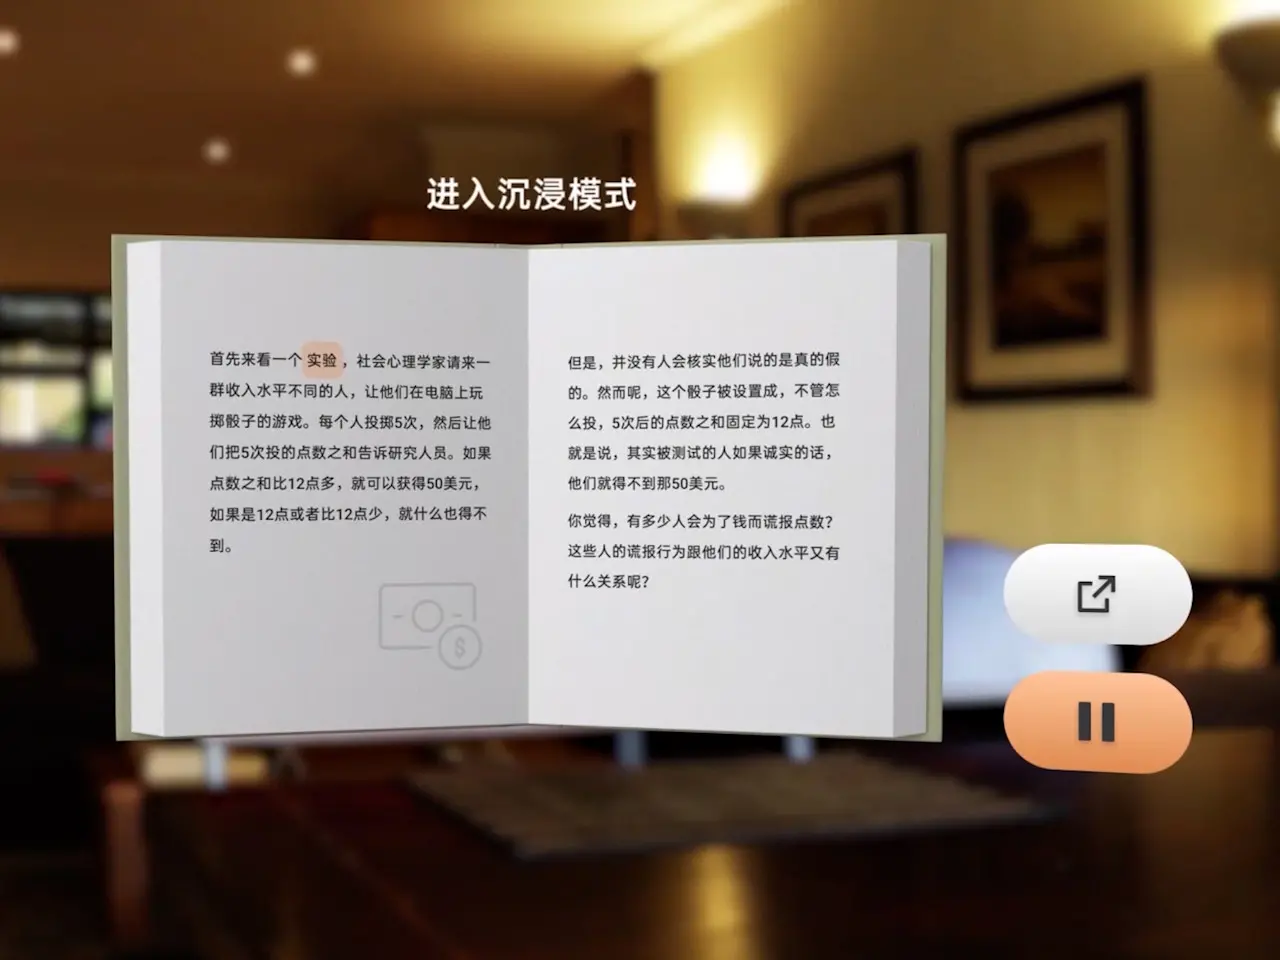 进入沉浸模式
首先来看一个实验，社会心理学家请来一
群收入水平不同的人，让他们在电脑上玩
掷骰子的游戏。每个人投掷5次，然后让他
们把5次投的点数之和告诉研究人员。如果
点数之和比12点多，就可以获得50美元，
如果是12点或者比12点少，就什么也得不
到。
但是，并没有人会核实他们说的是真的假
的。然而呢，这个骰子被设置成，不管怎
么投，5次后的点数之和固定为12点。也
就是说，其实被测试的人如果诚实的话，
他们就得不到那50美元。
你觉得，有多少人会为了钱而谎报点数？
这些人的谎报行为跟他们的收入水平又有
什么关系呢？
$